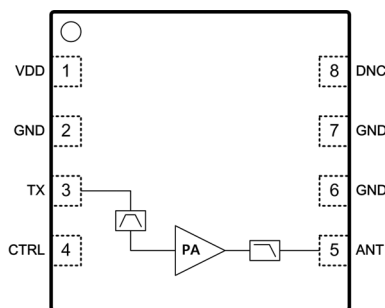 VDD 1 8 DNC
GND 2 7 GND
TX 3 6 GND
CTRL 4 PA 5 ANT